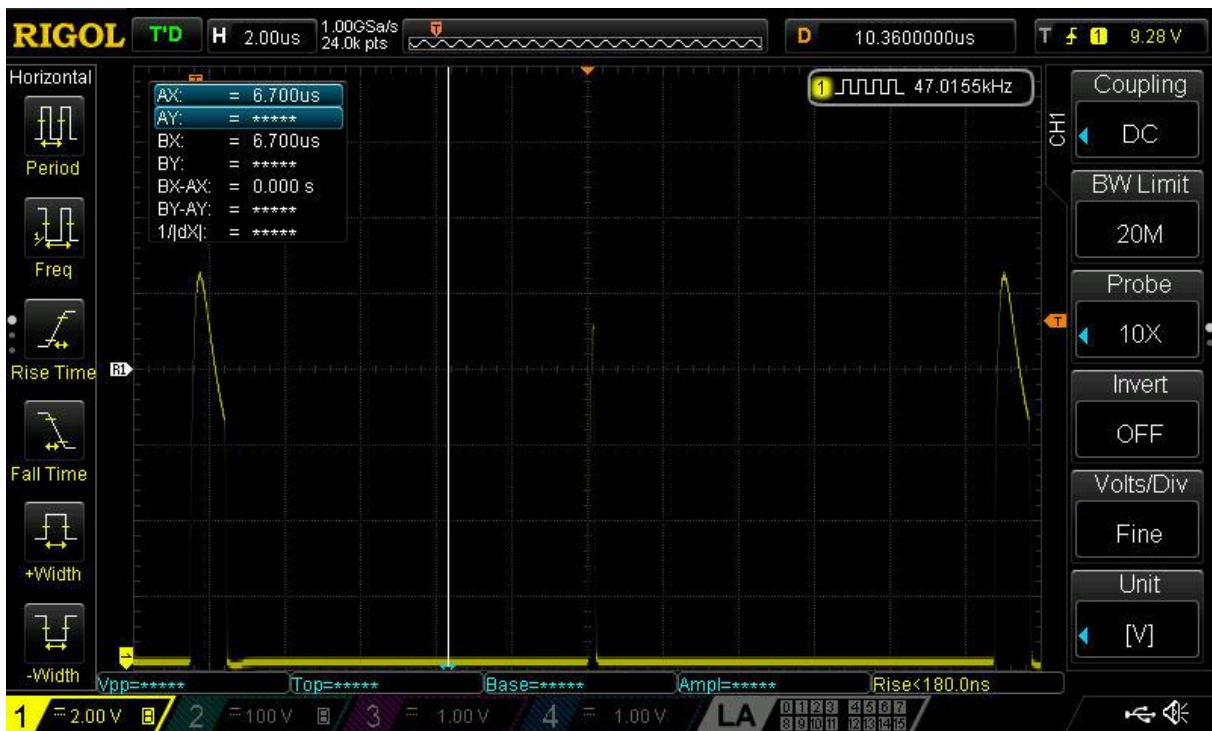 RIGOL T'D H 2.00us 1.00GSa/s 24.0k pts T D 10.3600000us T 1 9.28 V
Horizontal
Period
Freq
Rise Time
Fall Time
+Width
-Width
AX: = 6.700us
AY: = *****
BX: = 6.700us
BY: = *****
BX-AX: = 0.000 s
BY-AY: = *****
1/|dX|: = *****
1 47.0155kHz
R1
T
CH1
Coupling
DC
BW Limit
20M
Probe
10X
Invert
OFF
Volts/Div
Fine
Unit
[V]
Vpp=***** Top=***** Base=***** Ampl=***** Rise<180.0ns
1 2.00 V B 2 100 V B 3 1.00 V 4 1.00 V LA 0 1 2 3 4 5 6 7
8 9 10 11 12 13 14 15